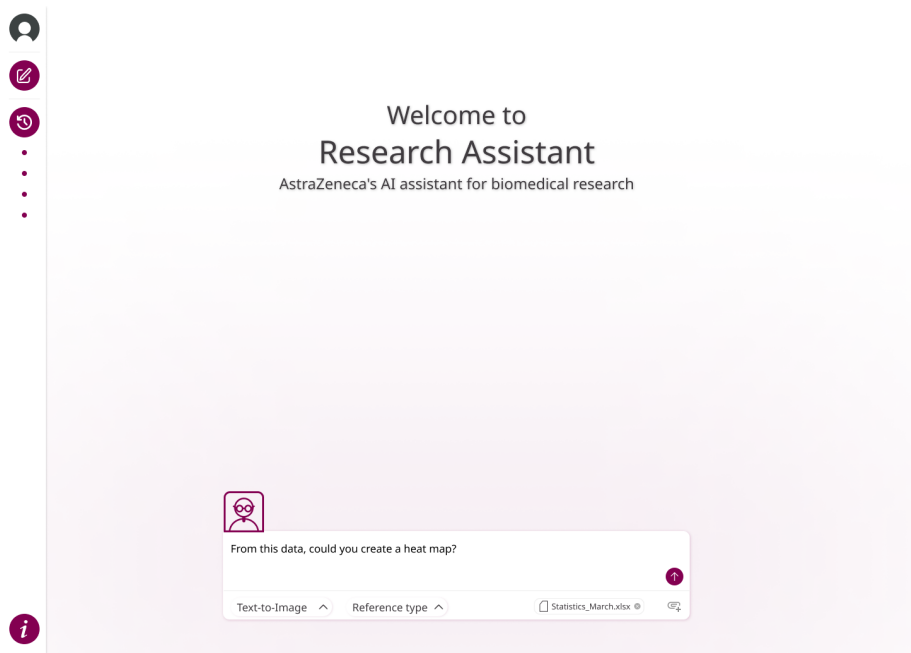 Welcome to
Research Assistant
AstraZeneca's AI assistant for biomedical research
From this data, could you create a heat map?
Text-to-Image
Reference type
Statistics_March.xlsx
i